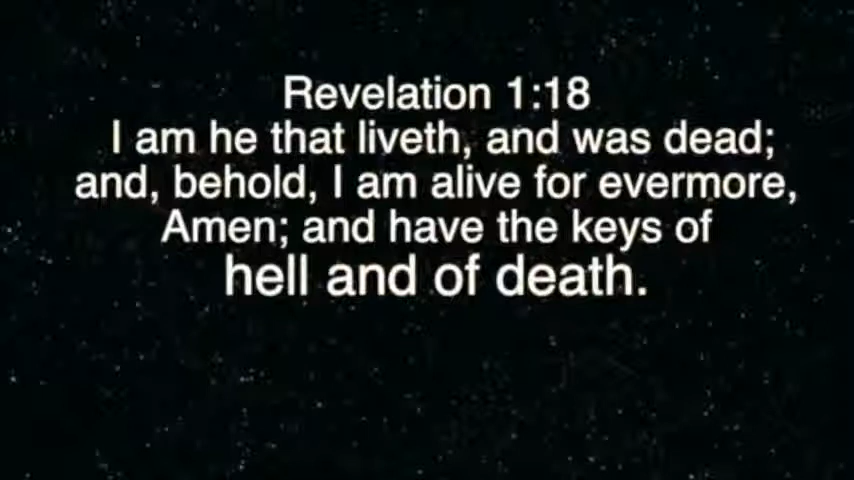 Revelation 1:18
I am he that liveth, and was dead;
and, behold, I am alive for evermore,
Amen; and have the keys of
hell and of death.